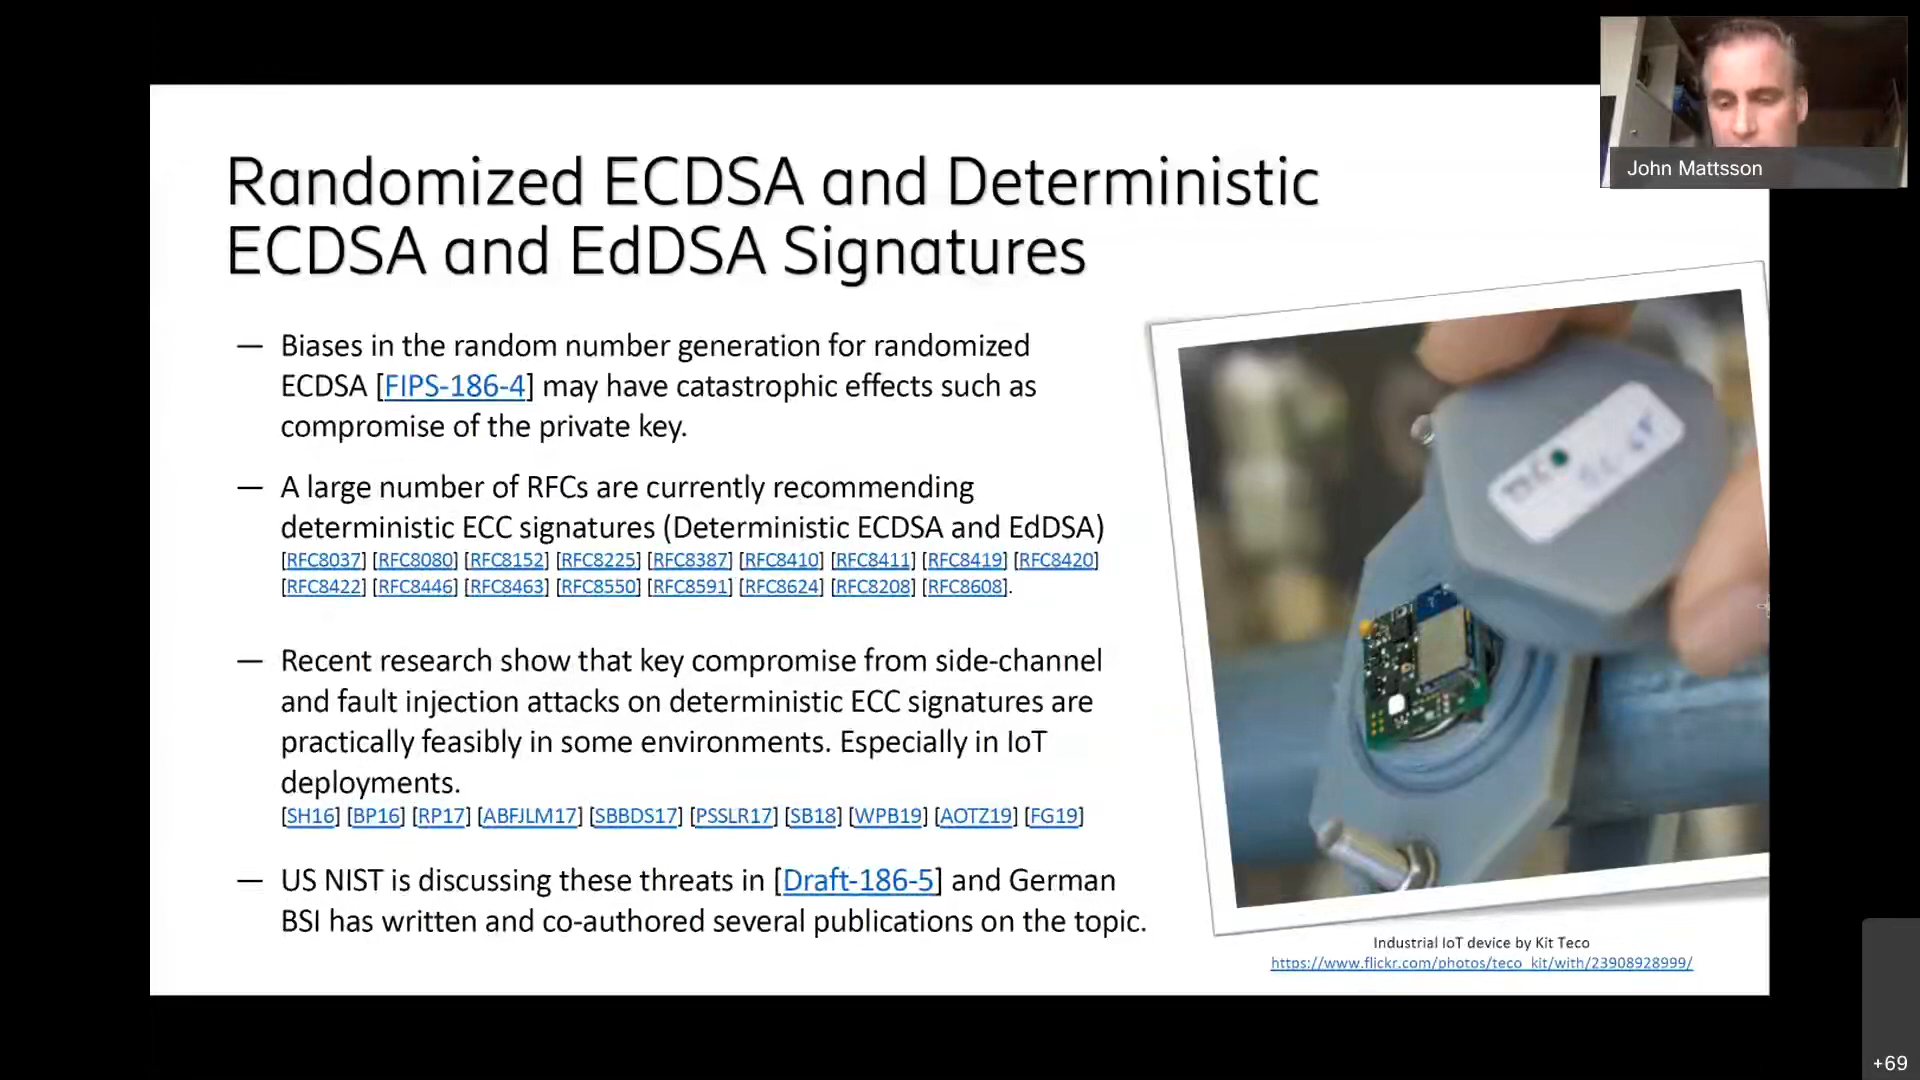 John Mattsson
Randomized ECDSA and Deterministic
ECDSA and EdDSA Signatures
— Biases in the random number generation for randomized
ECDSA [FIPS-186-4] may have catastrophic effects such as
compromise of the private key.
— A large number of RFCs are currently recommending
deterministic ECC signatures (Deterministic ECDSA and EdDSA)
[RFC8037] [RFC8080] [RFC8152] [RFC8225] [RFC8387] [RFC8410] [RFC8411] [RFC8419] [RFC8420]
[RFC8422] [RFC8446] [RFC8463] [RFC8550] [RFC8591] [RFC8624] [RFC8208] [RFC8608].
— Recent research show that key compromise from side-channel
and fault injection attacks on deterministic ECC signatures are
practically feasibly in some environments. Especially in IoT
deployments.
[SH16] [BP16] [RP17] [ABFJLM17] [SBBDS17] [PSSLR17] [SB18] [WPB19] [AOTZ19] [FG19]
— US NIST is discussing these threats in [Draft-186-5] and German
BSI has written and co-authored several publications on the topic.
Industrial IoT device by Kit Teco
https://www.flickr.com/photos/teco_kit/with/23908928999/
+69